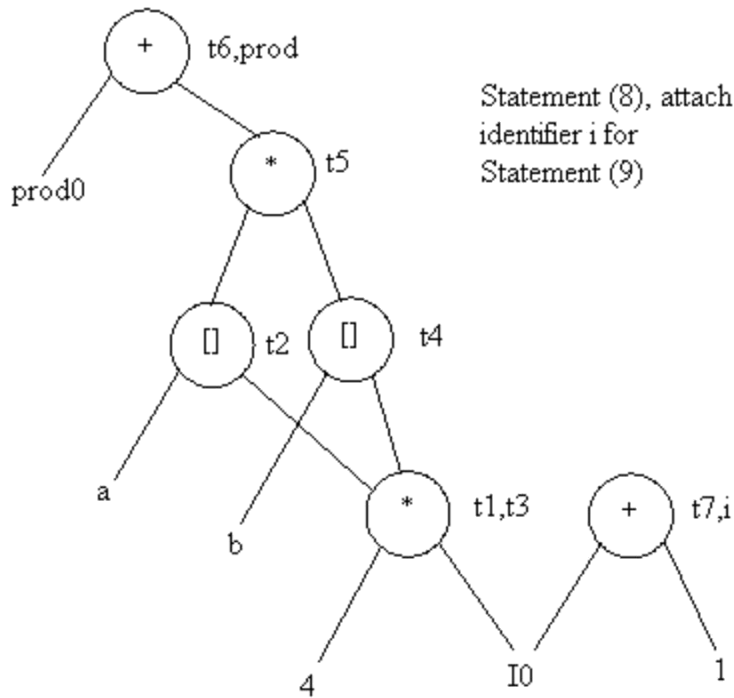 + t6,prod
Statement (8), attach
identifier i for
Statement (9)
prod0
* t5
[] t2 [] t4
a
b
* t1,t3 + t7,i
4 I0 1